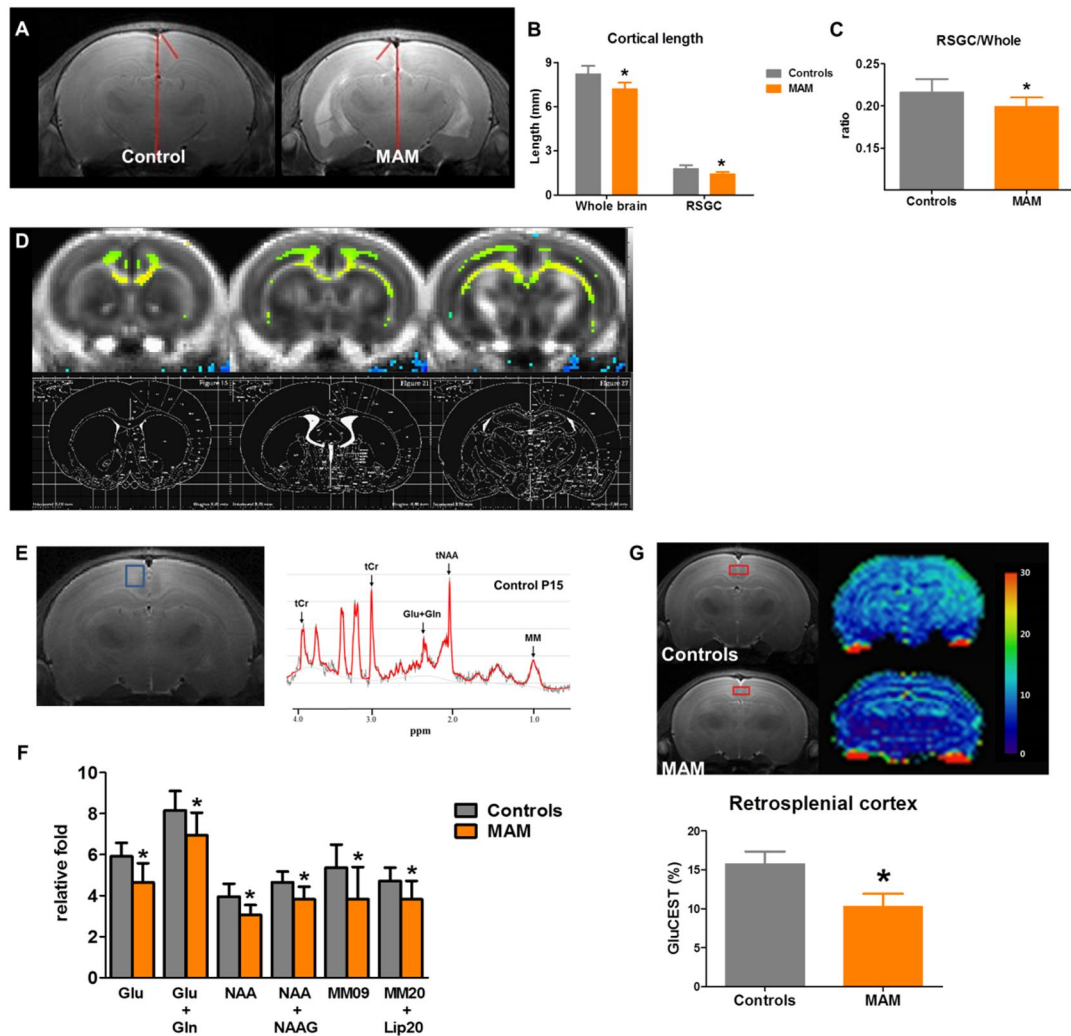 A
Control
MAM
B
Cortical length
Length (mm)
9
6
3
0
Whole brain
RSGC
*
*
Controls
MAM
C
RSGC/Whole
ratio
0.25
0.20
0.15
*
Controls
MAM
D
Figure 15
Figure 21
Figure 27
E
tCr
tCr
Glu+Gln
tNAA
MM
Control P15
4.0
3.0
2.0
1.0
ppm
F
relative fold
10
8
6
4
2
0
* * * * * *
Glu
Glu
+
Gln
NAA
NAA
+
NAAG
MM09
MM20
+
Lip20
Controls
MAM
G
Controls
MAM
30
20
10
0
Retrosplenial cortex
GluCEST (%)
20
15
10
5
0
*
Controls
MAM